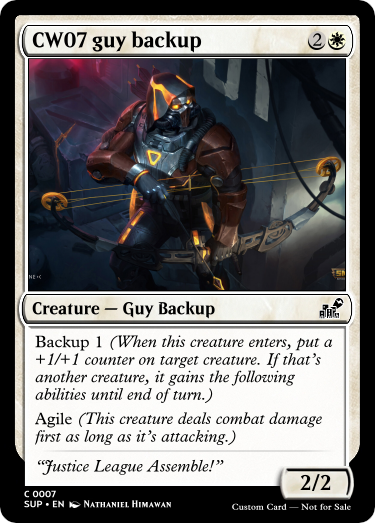 CW07 guy backup 2
Creature — Guy Backup
Backup 1 (When this creature enters, put a
+1/+1 counter on target creature. If that's
another creature, it gains the following
abilities until end of turn.)
Agile (This creature deals combat damage
first as long as it's attacking.)
“Justice League Assemble!”
2/2
C 0007
SUP • EN Nathaniel Himawan
Custom Card — Not for Sale